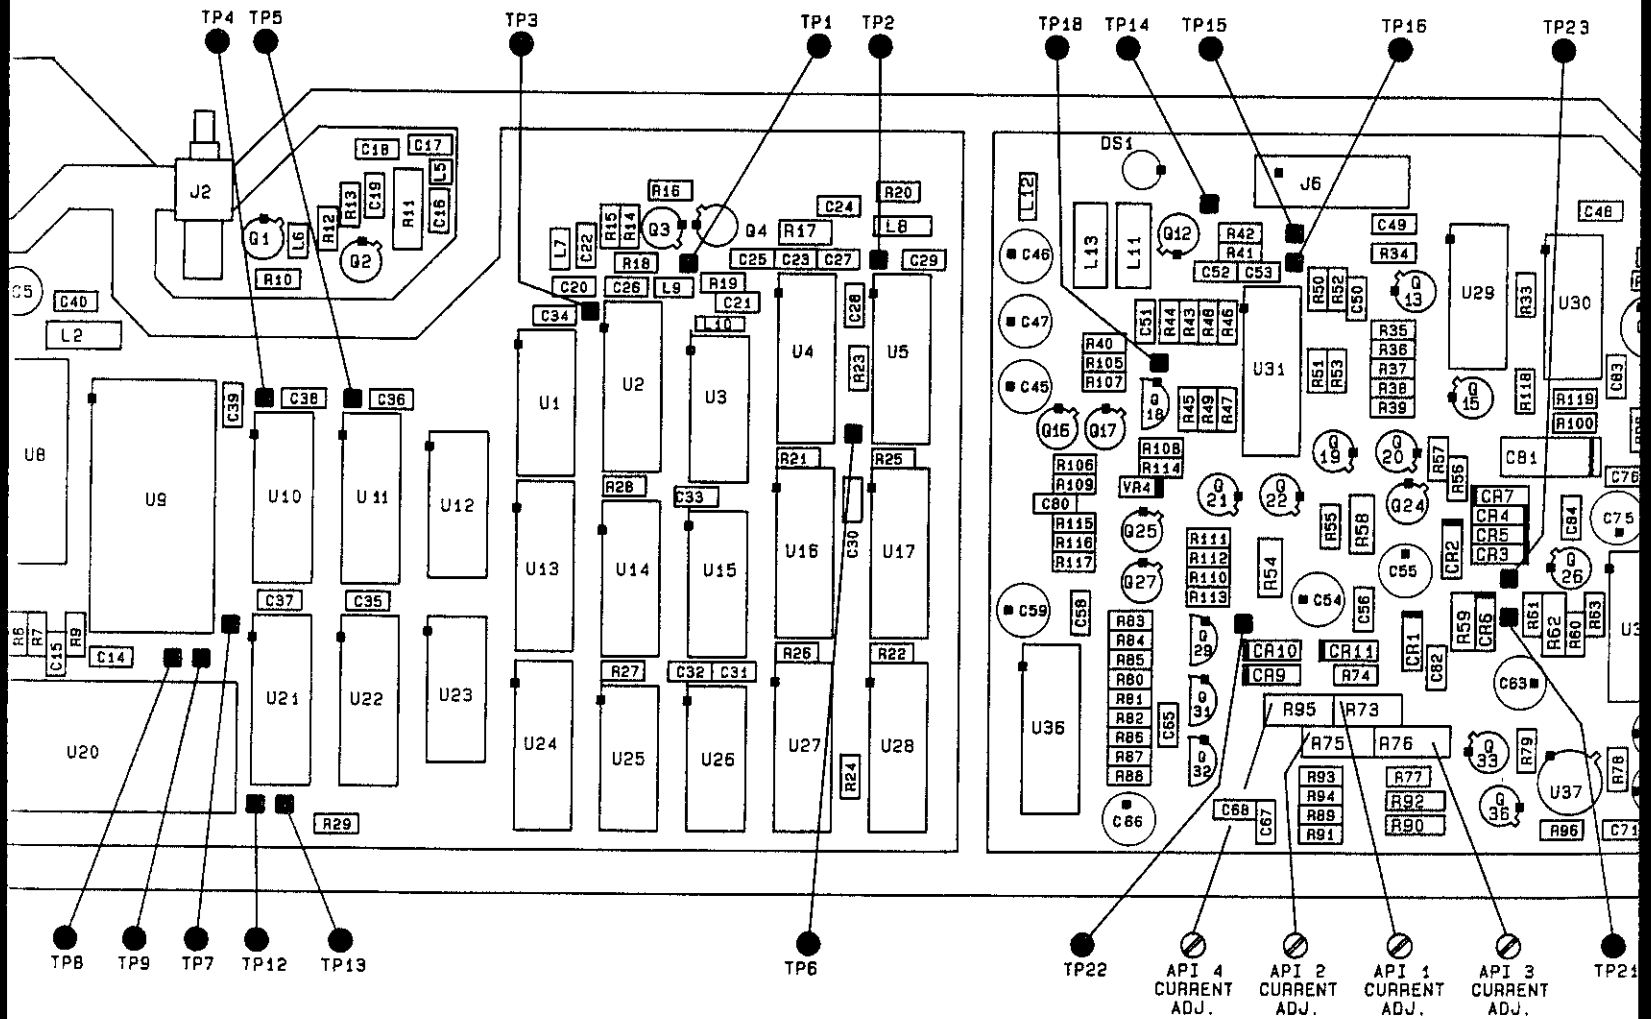 TP4 TP5 TP3 TP1 TP2 TP18 TP14 TP15 TP16 TP23
C18 C17
L5
J2 R13 C19 R11 C16
R12
Q1 L6 Q2
R10
C40
L2
R16 R20
C24
R15 R14 Q3 Q4 R17 L8
L7 C22
R18 C25 C23 C27 C29
C20 C26 L9 R19
C21
C34 L10 C28
U1 U2 U3 U4 U5
R23
C39 C38 C36
U8 U9 U10 U11 U12
R21 R25
R28 C33
C30
U13 U14 U15 U16 U17
C37 C35
R6 R7 C15 R9
C14
R26 R22
R27 C32 C31
U20 U21 U22 U23
U24 U25 U26 U27 U28
R24
R29
DS1
J6
L12
L13 L11 Q12
C46
R42
R41
C52 C53
C49
R34
C48
C47
C45
C51 R44 R43 R48 R46
R50 R52 C50
Q13
U29 R33 U30
R40
R105
R107
U31
R35
R36
R37
R38
R39
R51 R53
Q18
R45 R49 R47
Q15
R118
C83
R119
R100
Q16 Q17
R108
R114
Q19 Q20
R57
R56
C81
C76
R106
R109
C80
VR4
Q21 Q22 Q24
CR7
CR4
CR5
CR3
C84
C75
R115
R116
R117
Q25
Q27
R111
R112
R110
R113
R54
R55 R58
CR2
C55
Q26
C59 C58
C54 C56
CR1
R59 CR6
R61 R62 R60 R63
R83
R84
R85
R80
R81
R82
R86
R87
R88
Q29
Q31
Q32
C65
CR10 CR11
CR9 R74
C82
C63
R95 R73
R75 R76
U36
C66
C68 C67
R93
R94
R89
R91
R77
R92
R90
Q33
Q36
R79
U37
R78
R96 C71
TP8 TP9 TP7 TP12 TP13 TP6 TP22
API 4
CURRENT
ADJ.
API 2
CURRENT
ADJ.
API 1
CURRENT
ADJ.
API 3
CURRENT
ADJ.
TP21